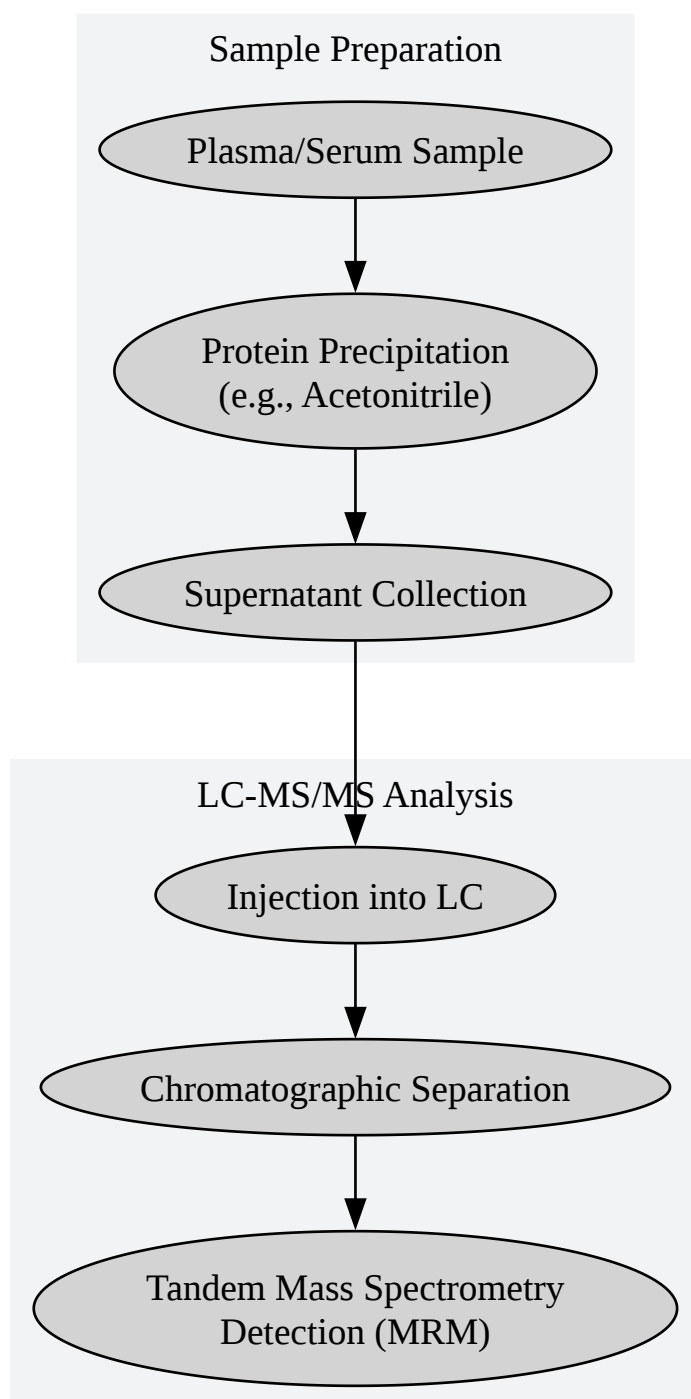 Sample Preparation
Plasma/Serum Sample
Protein Precipitation
(e.g., Acetonitrile)
Supernatant Collection
LC-MS/MS Analysis
Injection into LC
Chromatographic Separation
Tandem Mass Spectrometry
Detection (MRM)